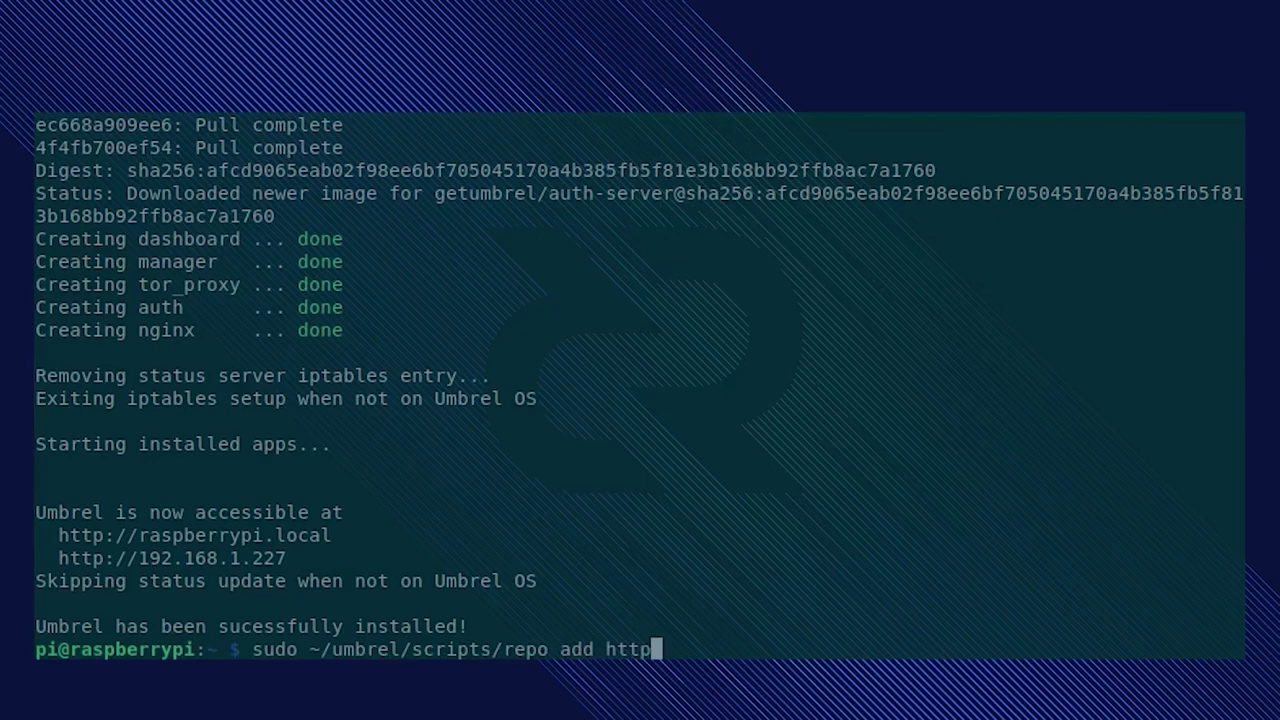 ec668a909ee6: Pull complete
4f4fb700ef54: Pull complete
Digest: sha256:afcd9065eab02f98ee6bf705045170a4b385fb5f81e3b168bb92ffb8ac7a1760
Status: Downloaded newer image for getumbrel/auth-server@sha256:afcd9065eab02f98ee6bf705045170a4b385fb5f81
3b168bb92ffb8ac7a1760
Creating dashboard ... done
Creating manager   ... done
Creating tor_proxy ... done
Creating auth      ... done
Creating nginx     ... done
Removing status server iptables entry...
Exiting iptables setup when not on Umbrel OS
Starting installed apps...
Umbrel is now accessible at
  http://raspberrypi.local
  http://192.168.1.227
Skipping status update when not on Umbrel OS
Umbrel has been sucessfully installed!
pi@raspberrypi:~ $ sudo ~/umbrel/scripts/repo add http